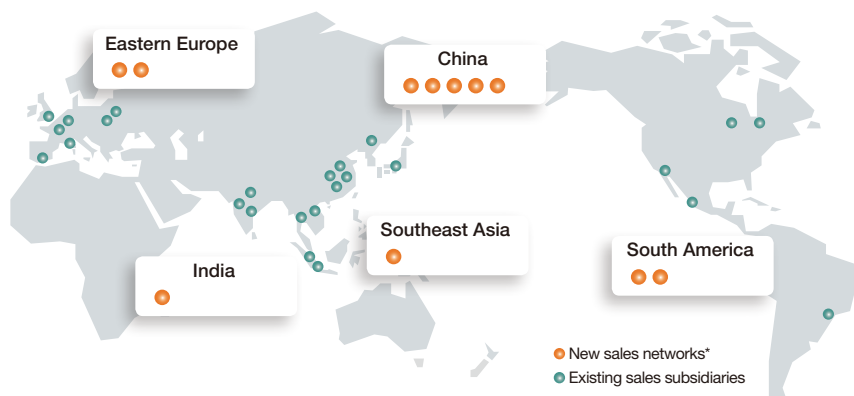 Eastern Europe
China
Southeast Asia
India
South America
New sales networks*
Existing sales subsidiaries